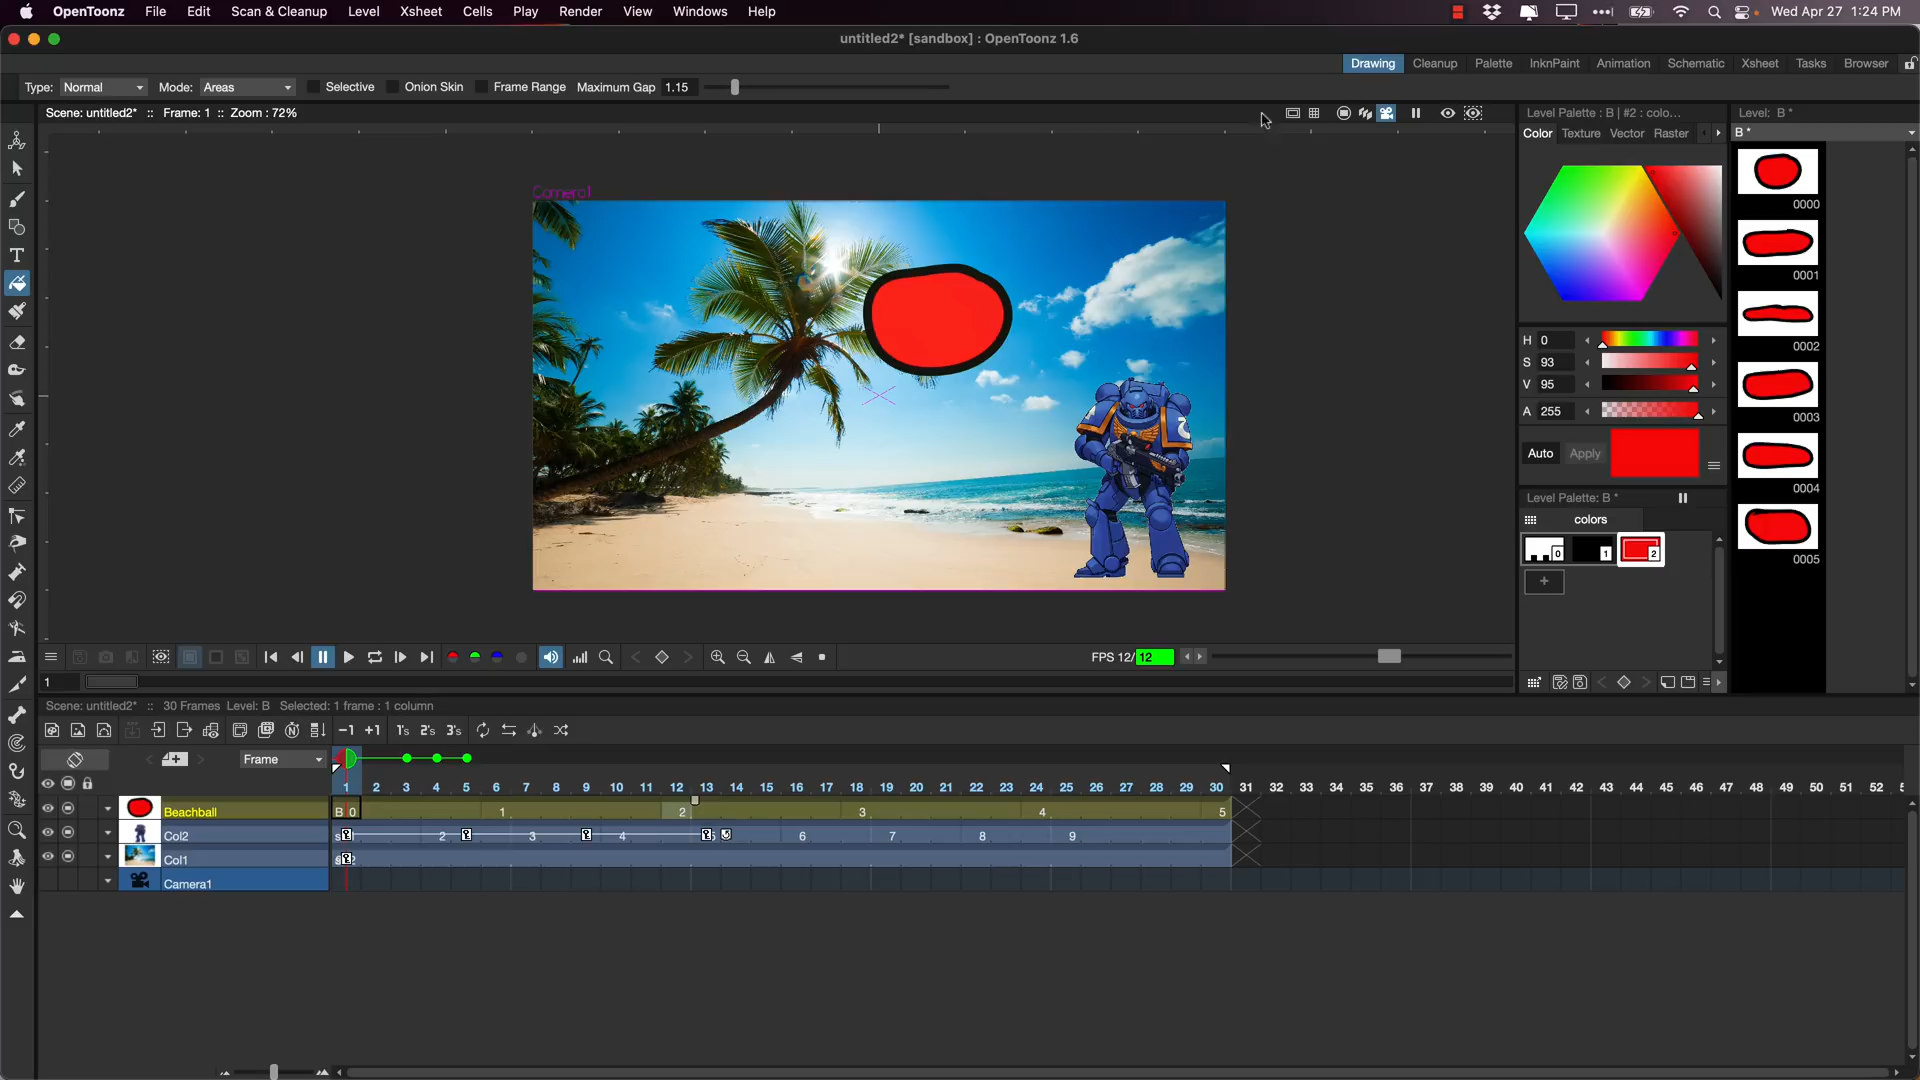 OpenToonz File Edit Scan & Cleanup Level Xsheet Cells Play Render View Windows Help Wed Apr 27 1:24 PM
untitled2* [sandbox] : OpenToonz 1.6
Drawing Cleanup Palette InknPaint Animation Schematic Xsheet Tasks Browser
Type: Normal Mode: Areas Selective Onion Skin Frame Range Maximum Gap 1.15
Scene: untitled2* :: Frame: 1 :: Zoom : 72%
Level Palette : B | #2 : colo...
Level: B *
Color Texture Vector Raster
B *
0000
Camera1
0001
H 0
0002
S 93
V 95
A 255
0003
Auto Apply
0004
Level Palette: B *
colors
0 1 2
0005
+
FPS 12/12
1
Scene: untitled2* :: 30 Frames Level: B Selected: 1 frame : 1 column
-1 +1 1's 2's 3's
Frame
1 2 3 4 5 6 7 8 9 10 11 12 13 14 15 16 17 18 19 20 21 22 23 24 25 26 27 28 29 30 31 32 33 34 35 36 37 38 39 40 41 42 43 44 45 46 47 48 49 50 51 52
Beachball B 0 1 2 3 4 5
Col2 2 3 4 6 7 8 9
Col1
Camera1